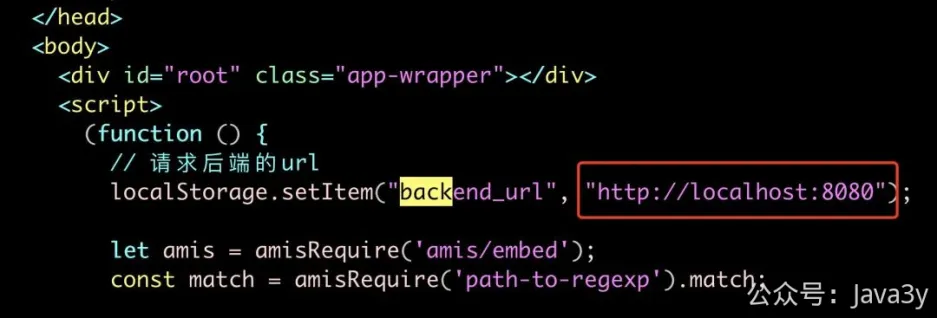 </head>
<body>
<div id="root" class="app-wrapper"></div>
<script>
(function () {
// 请求后端的url
localStorage.setItem("backend_url", "http://localhost:8080");
let amis = amisRequire('amis/embed');
const match = amisRequire('path-to-regexp').match;
公众号：Java3y